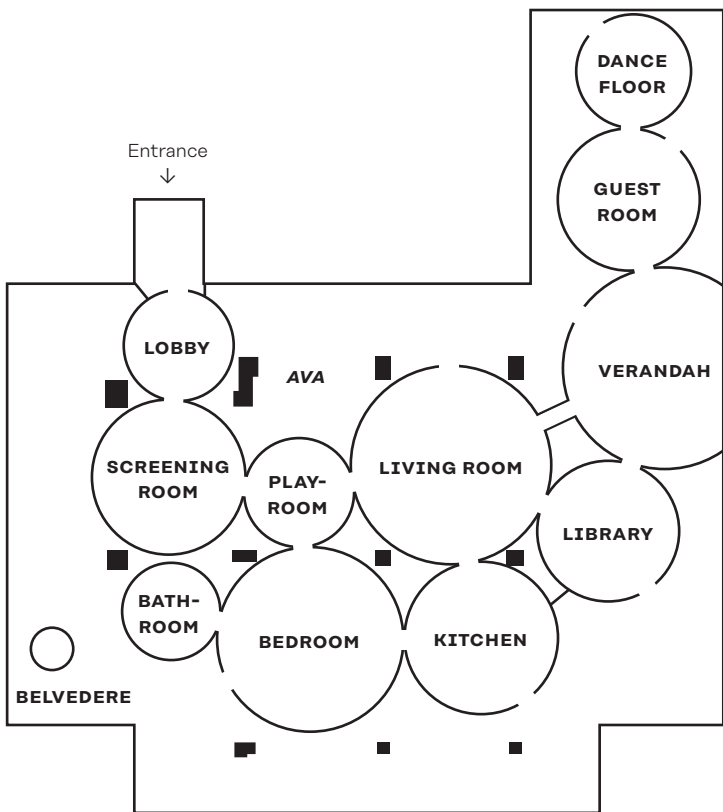 DANCE
FLOOR
Entrance
↓
GUEST
ROOM
LOBBY
AVA
VERANDAH
SCREENING
ROOM
PLAY-
ROOM
LIVING ROOM
LIBRARY
BATH-
ROOM
BEDROOM
KITCHEN
BELVEDERE